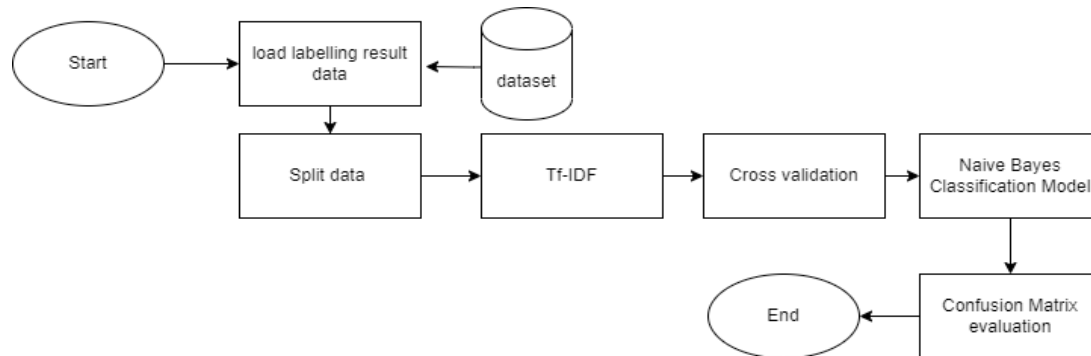 Start
load labelling result
data
dataset
Split data
Tf-IDF
Cross validation
Naive Bayes
Classification Model
End
Confusion Matrix
evaluation